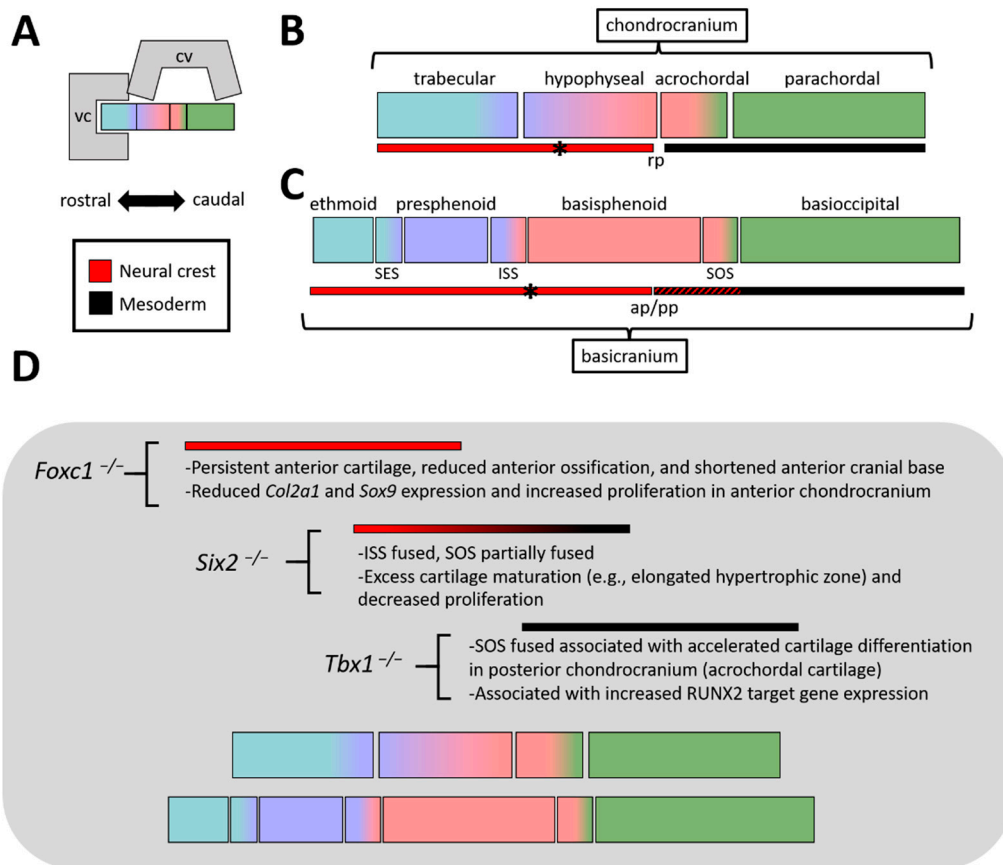 A
cv
vc
rostral
caudal
Neural crest
Mesoderm
B
chondrocranium
trabecular hypophyseal acrochordal parachordal
*
rp
C
ethmoid presphenoid basisphenoid basioccipital
SES ISS SOS
*
ap/pp
basicranium
D
Foxc1 −/−
-Persistent anterior cartilage, reduced anterior ossification, and shortened anterior cranial base
-Reduced Col2a1 and Sox9 expression and increased proliferation in anterior chondrocranium
Six2 −/−
-ISS fused, SOS partially fused
-Excess cartilage maturation (e.g., elongated hypertrophic zone) and
decreased proliferation
Tbx1 −/−
-SOS fused associated with accelerated cartilage differentiation
in posterior chondrocranium (acrochordal cartilage)
-Associated with increased RUNX2 target gene expression